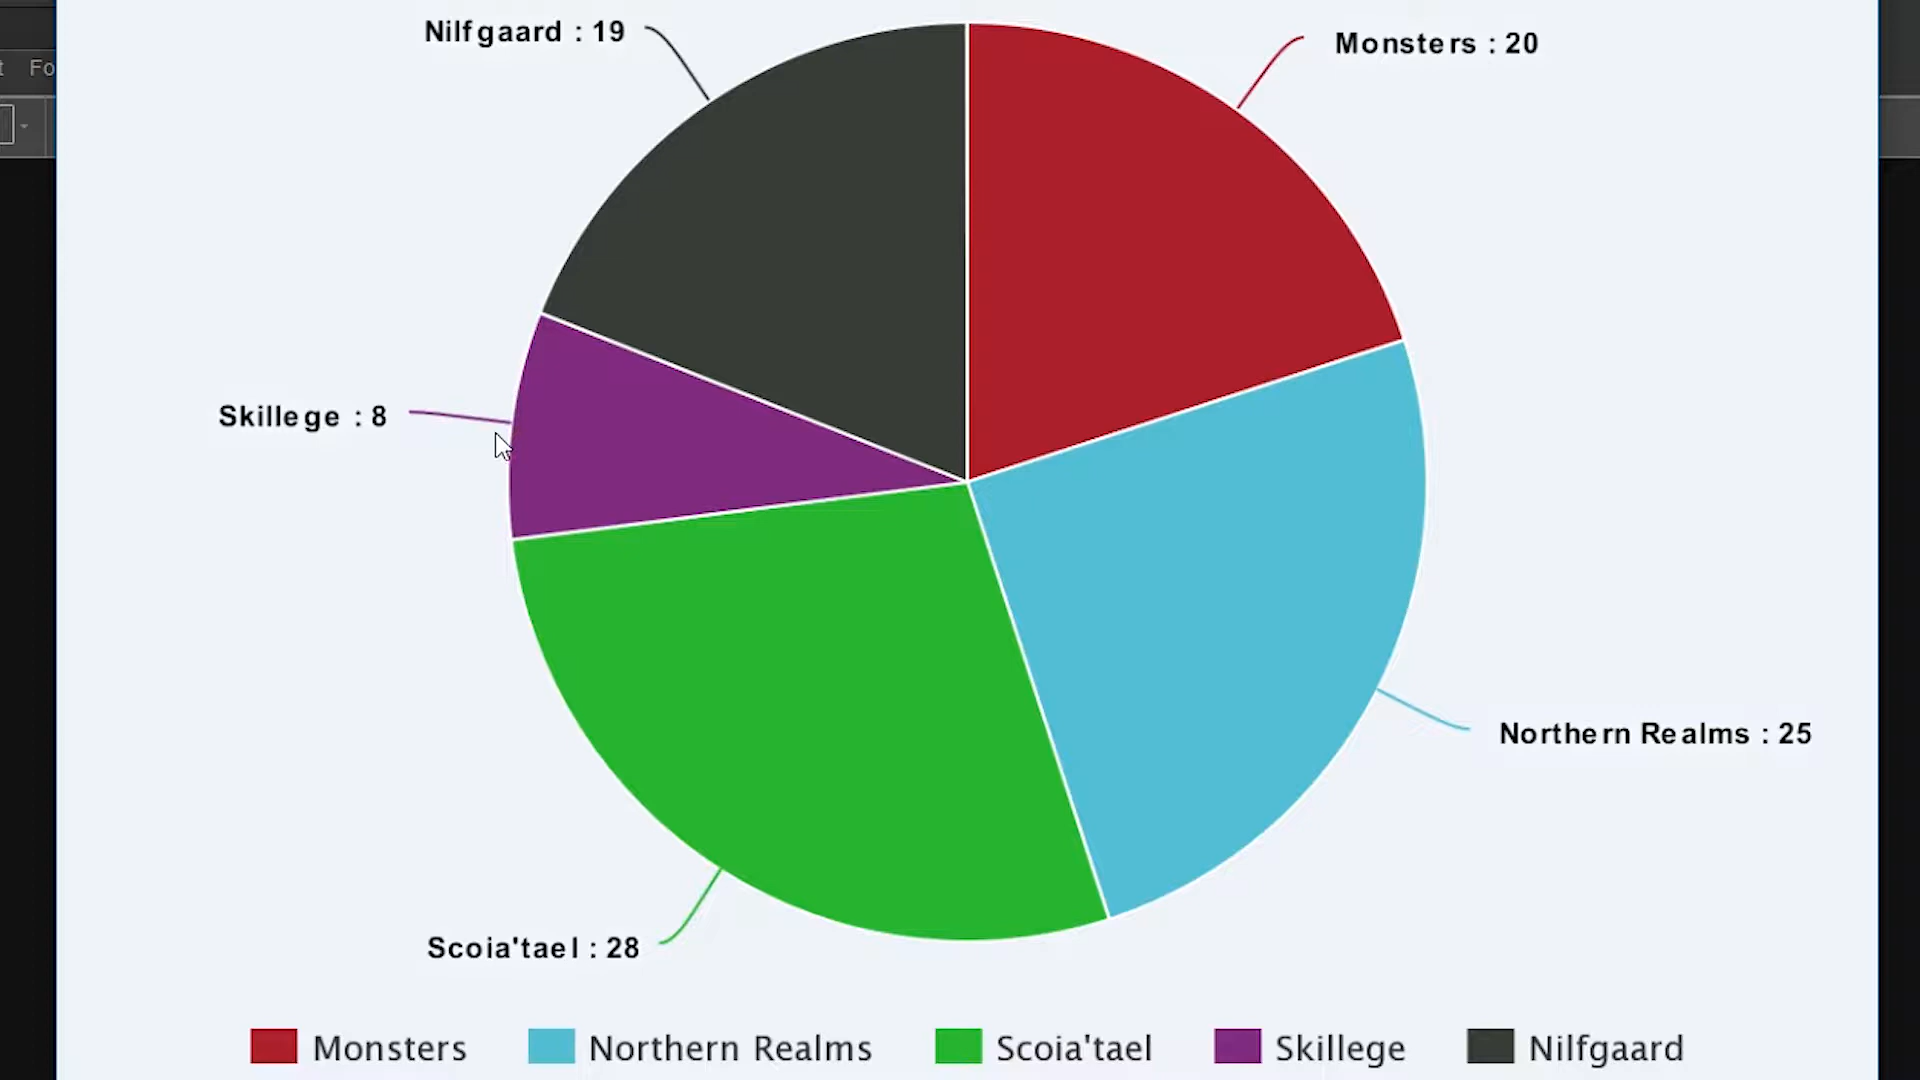 Nilfgaard : 19
Monsters : 20
t Fo
Skillege : 8
Northern Realms : 25
Scoia'tael : 28
Monsters
Northern Realms
Scoia'tael
Skillege
Nilfgaard